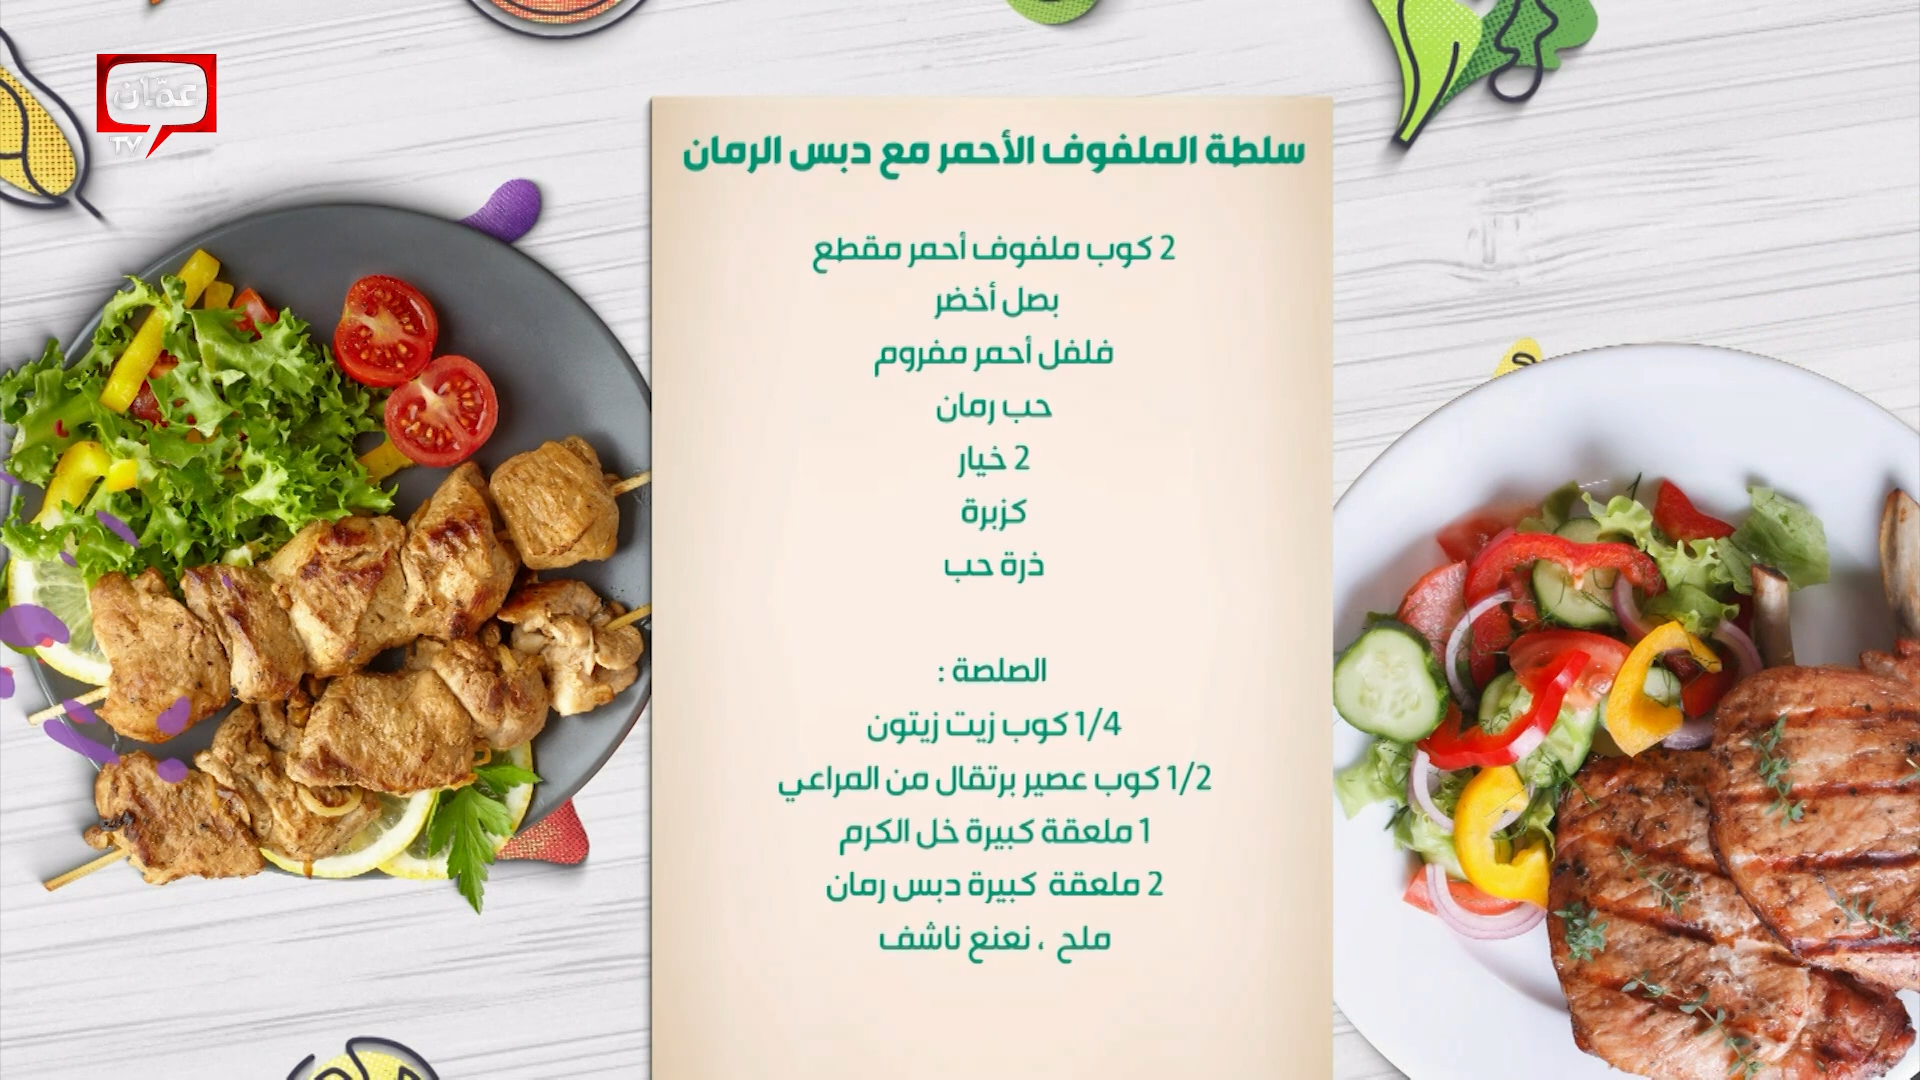 عمّان
TV
سلطة الملفوف الأحمر مع دبس الرمان
2 كوب ملفوف أحمر مقطع
بصل أخضر
فلفل أحمر مفروم
حب رمان
2 خيار
كزبرة
ذرة حب
الصلصة :
1/4 كوب زيت زيتون
1/2 كوب عصير برتقال من المراعي
1 ملعقة كبيرة خل الكرم
2 ملعقة كبيرة دبس رمان
ملح ، نعنع ناشف